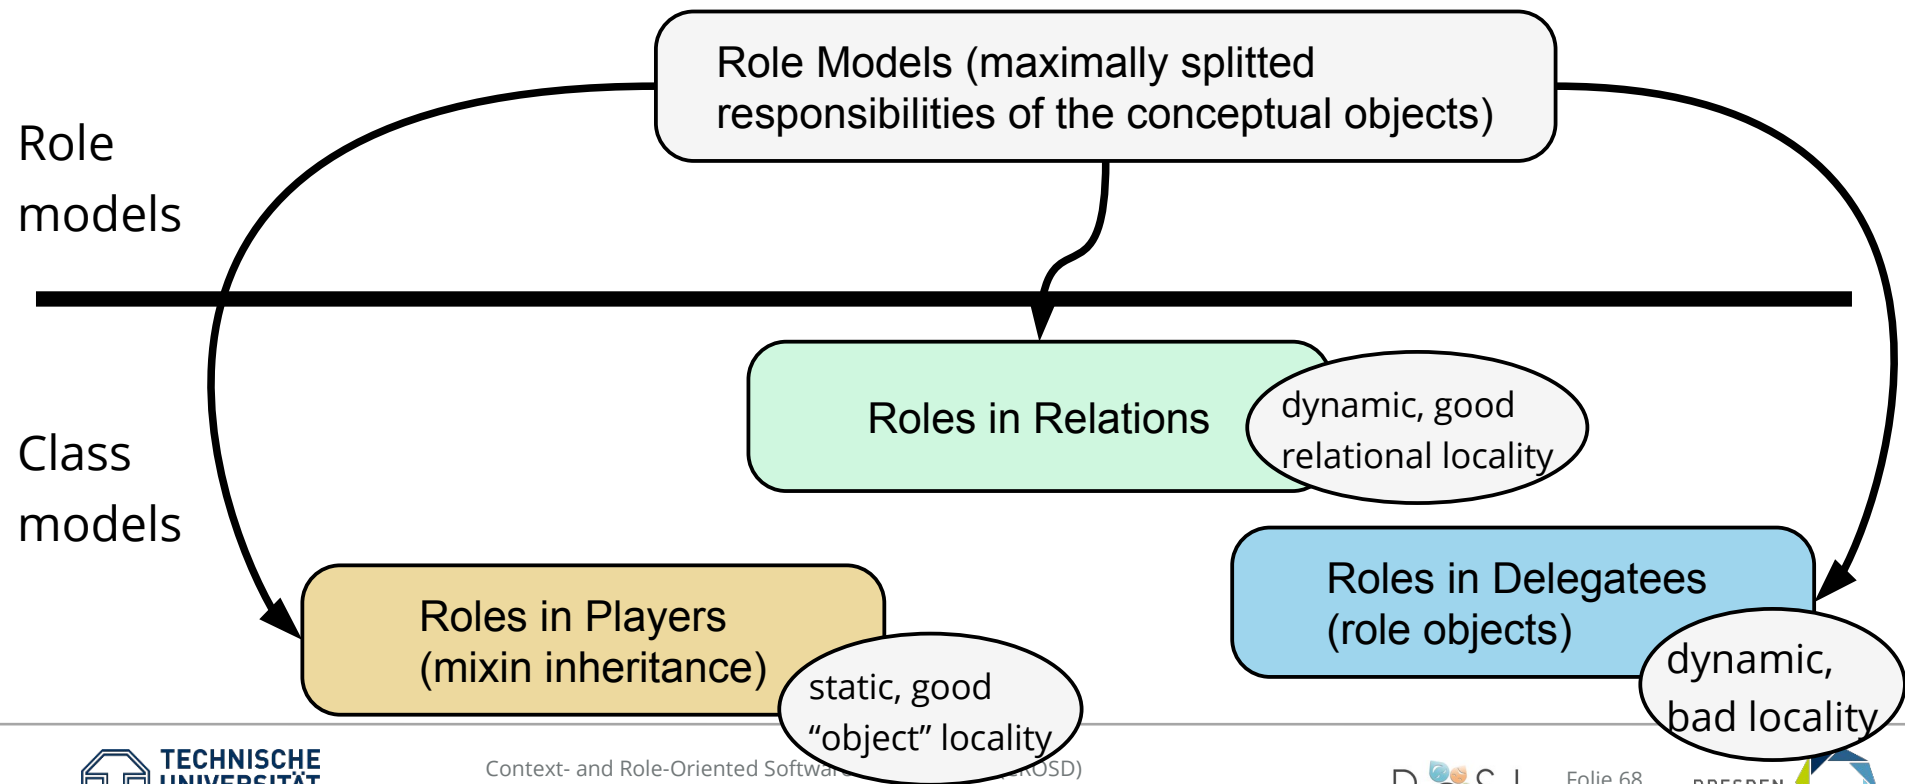 Role Models (maximally splitted
responsibilities of the conceptual objects)
Role
models
Roles in Relations
dynamic, good
relational locality
Class
models
Roles in Delegatees
(role objects)
dynamic,
bad locality
Roles in Players
(mixin inheritance)
static, good
“object” locality
TECHNISCHE
UNIVERSITÄT
Context- and Role-Oriented
Folie 68
DRESDEN